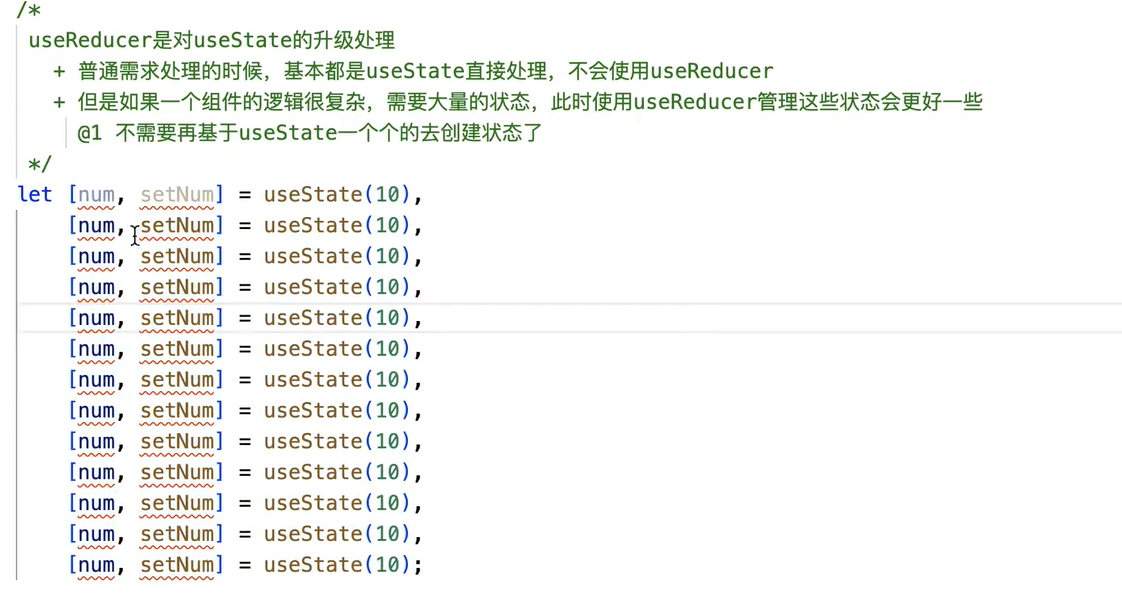 /*
useReducer是对useState的升级处理
+ 普通需求处理的时候，基本都是useState直接处理，不会使用useReducer
+ 但是如果一个组件的逻辑很复杂，需要大量的状态，此时使用useReducer管理这些状态会更好一些
@1 不需要再基于useState一个个的去创建状态了
*/
let [num, setNum] = useState(10),
[num, setNum] = useState(10),
[num, setNum] = useState(10),
[num, setNum] = useState(10),
[num, setNum] = useState(10),
[num, setNum] = useState(10),
[num, setNum] = useState(10),
[num, setNum] = useState(10),
[num, setNum] = useState(10),
[num, setNum] = useState(10),
[num, setNum] = useState(10),
[num, setNum] = useState(10),
[num, setNum] = useState(10);